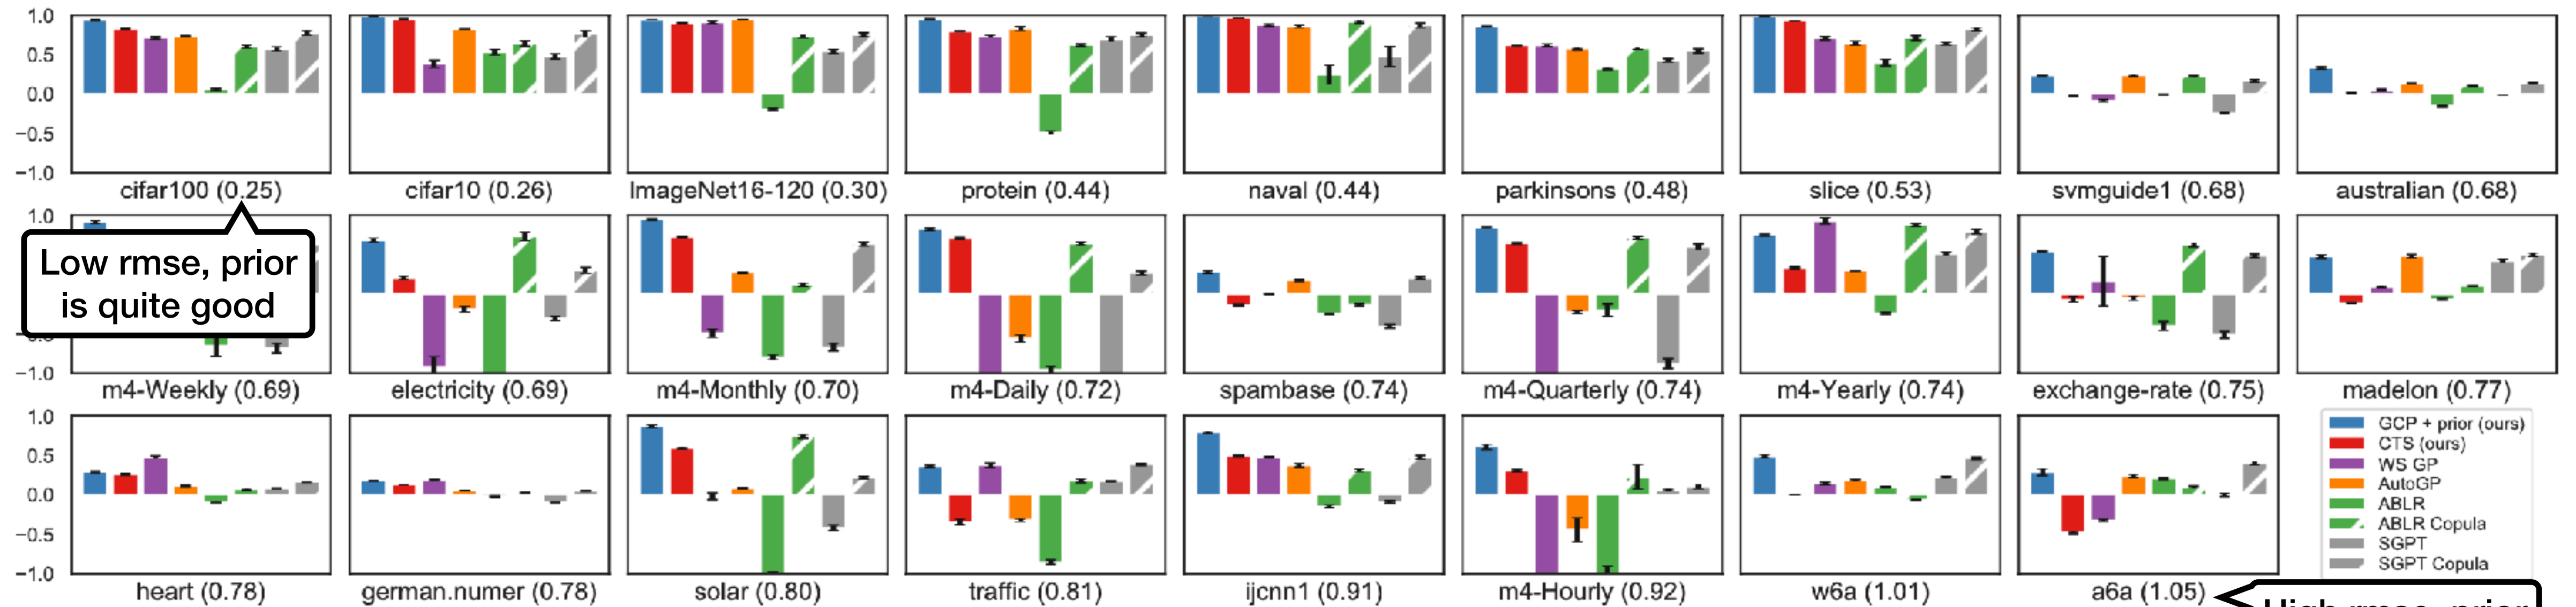 1.0
0.5
0.0
−0.5
−1.0
cifar100 (0.25) cifar10 (0.26) ImageNet16-120 (0.30) protein (0.44) naval (0.44) parkinsons (0.48) slice (0.53) svmguide1 (0.68) australian (0.68)
1.0
Low rmse, prior
is quite good
−1.0
m4-Weekly (0.69) electricity (0.69) m4-Monthly (0.70) m4-Daily (0.72) spambase (0.74) m4-Quarterly (0.74) m4-Yearly (0.74) exchange-rate (0.75) madelon (0.77)
1.0
0.5
0.0
−0.5
−1.0
GCP + prior (ours)
CTS (ours)
WS GP
AutoGP
ABLR
ABLR Copula
SGPT
SGPT Copula
heart (0.78) german.numer (0.78) solar (0.80) traffic (0.81) ijcnn1 (0.91) m4-Hourly (0.92) w6a (1.01) a6a (1.05)
High rmse, prior